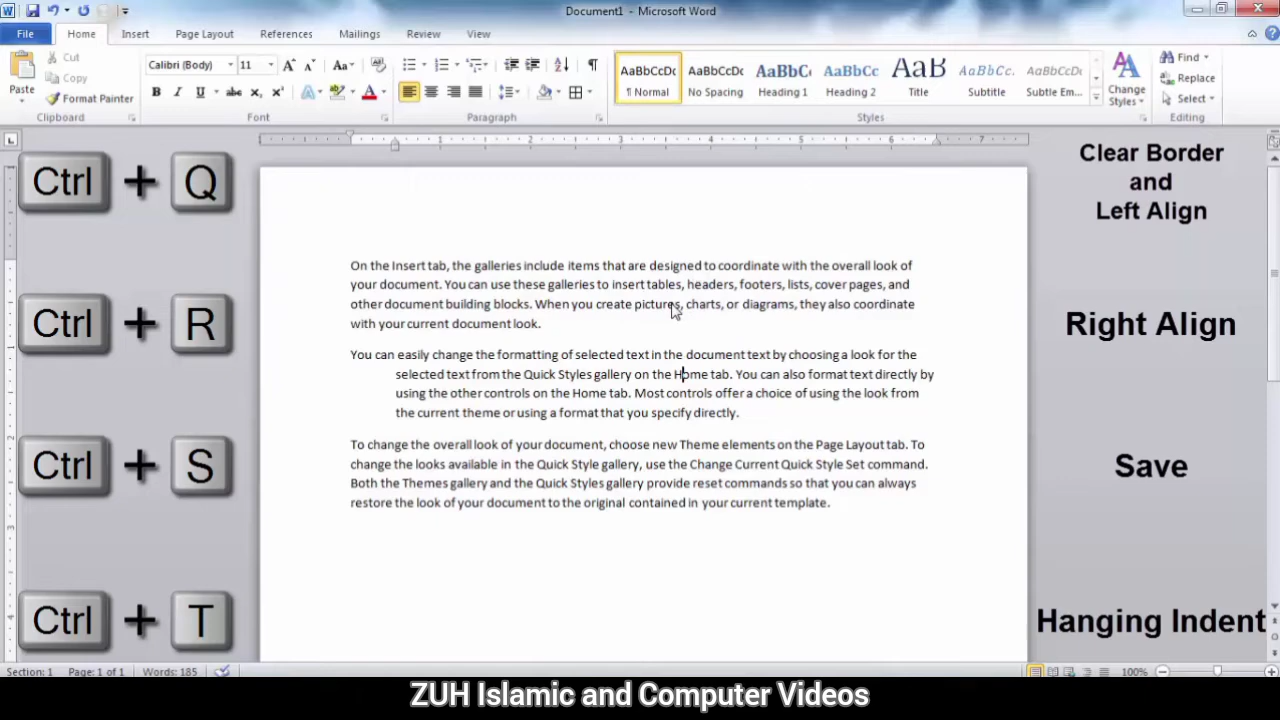 Document1 - Microsoft Word
File Home Insert Page Layout References Mailings Review View
Paste
Cut
Copy
Format Painter
Clipboard
Calibri (Body) 11
Font
Paragraph
AaBbCcDc AaBbCcDc AaBbC AaBbCc AaB AaBbCc. AaBbCcDc
¶ Normal No Spacing Heading 1 Heading 2 Title Subtitle Subtle Em...
Change
Styles
Styles
Find
Replace
Select
Editing
Ctrl + Q
Clear Border
and
Left Align
Ctrl + R
Right Align
Ctrl + S
Save
Ctrl + T
Hanging Indent
On the Insert tab, the galleries include items that are designed to coordinate with the overall look of
your document. You can use these galleries to insert tables, headers, footers, lists, cover pages, and
other document building blocks. When you create pictures, charts, or diagrams, they also coordinate
with your current document look.
You can easily change the formatting of selected text in the document text by choosing a look for the
selected text from the Quick Styles gallery on the Home tab. You can also format text directly by
using the other controls on the Home tab. Most controls offer a choice of using the look from
the current theme or using a format that you specify directly.
To change the overall look of your document, choose new Theme elements on the Page Layout tab. To
change the looks available in the Quick Style gallery, use the Change Current Quick Style Set command.
Both the Themes gallery and the Quick Styles gallery provide reset commands so that you can always
restore the look of your document to the original contained in your current template.
Section: 1 Page: 1 of 1 Words: 185 100%
ZUH Islamic and Computer Videos